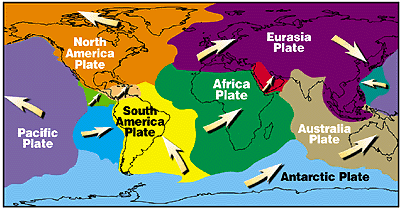 North
America
Plate
Eurasia
Plate
Africa
Plate
South
America
Plate
Pacific
Plate
Australia
Plate
Antarctic Plate